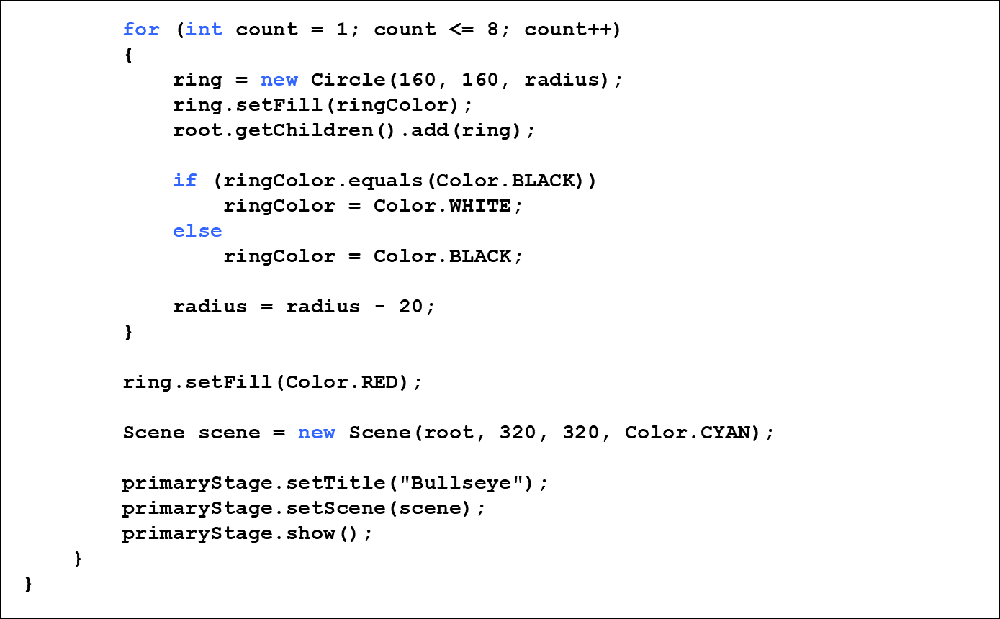 for (int count = 1; count <= 8; count++)
{
ring = new Circle(160, 160, radius);
ring.setFill(ringColor);
root.getChildren().add(ring);
if (ringColor.equals(Color.BLACK))
ringColor = Color.WHITE;
else
ringColor = Color.BLACK;
radius = radius - 20;
}
ring.setFill(Color.RED);
Scene scene = new Scene(root, 320, 320, Color.CYAN);
primaryStage.setTitle("Bullseye");
primaryStage.setScene(scene);
primaryStage.show();
}
}